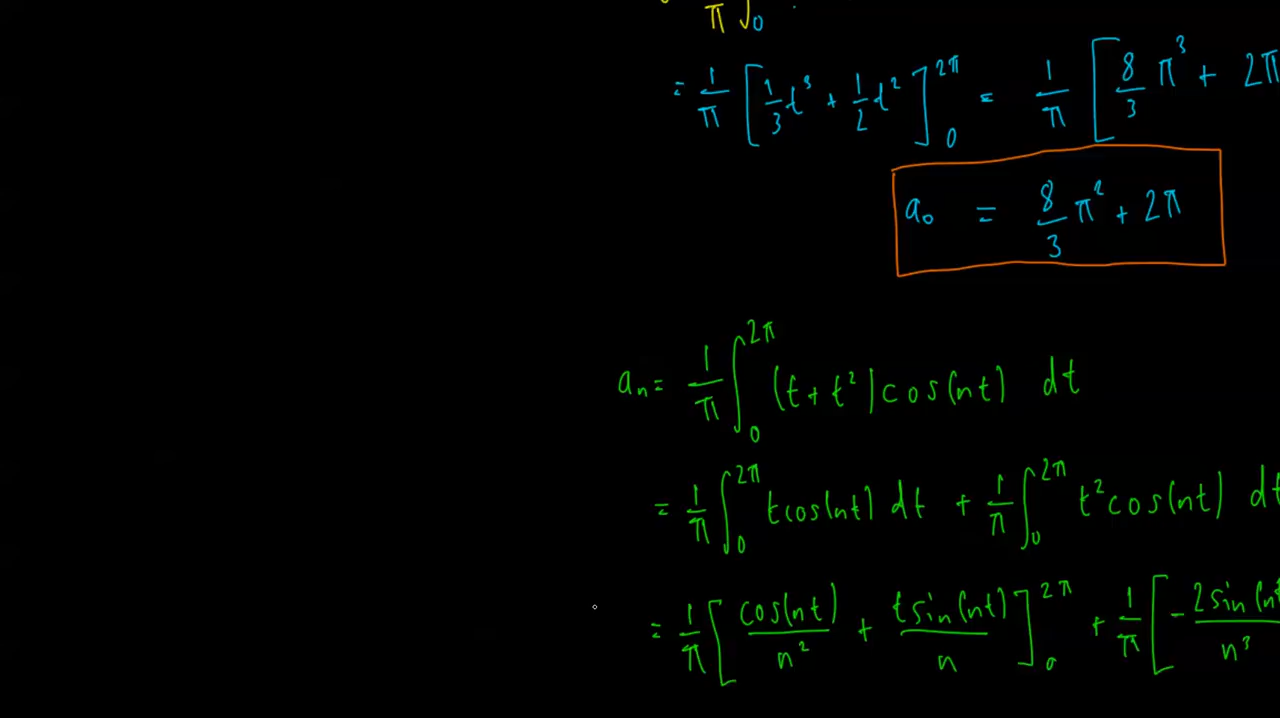 π ∫0
= 1/π [1/3 t³ + 1/2 t²]₀^2π = 1/π [8/3 π³ + 2π
a₀ = 8/3 π² + 2π
aₙ = 1/π ∫₀^2π (t + t²) cos(nt) dt
= 1/π ∫₀^2π t cos(nt) dt + 1/π ∫₀^2π t² cos(nt) dt
= 1/π [cos(nt)/n² + t sin(nt)/n]₀^2π + 1/π [- 2 sin(nt/n³